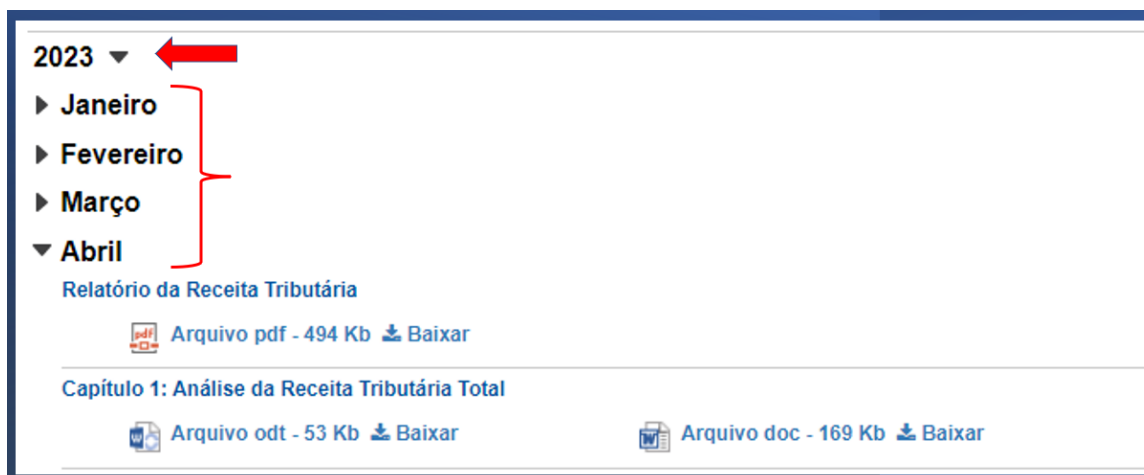 2023
Janeiro
Fevereiro
Março
Abril
Relatório da Receita Tributária
pdf Arquivo pdf - 494 Kb Baixar
Capítulo 1: Análise da Receita Tributária Total
W Arquivo odt - 53 Kb Baixar W Arquivo doc - 169 Kb Baixar